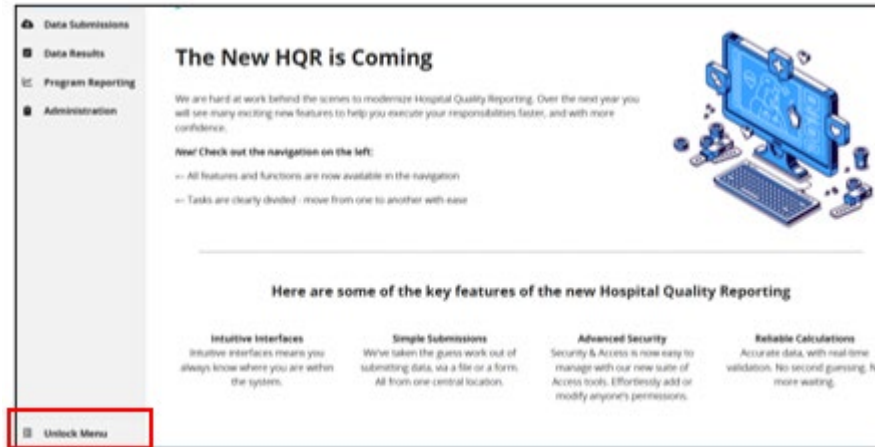 Data Submissions
Data Results
Program Reporting
Administration
Unlock Menu
The New HQR is Coming
We are hard at work behind the scenes to modernize Hospital Quality Reporting. Over the next year you
will see many exciting new features to help you execute your responsibilities faster, and with more
confidence.
New! Check out the navigation on the left:
— All features and functions are now available in the navigation
— Tasks are clearly divided - move from one to another with ease
Here are some of the key features of the new Hospital Quality Reporting
Intuitive Interfaces
Intuitive interfaces means you
always know where you are within
the system.
Simple Submissions
We've taken the guess work out of
submitting data, via a file or a form.
All from one central location.
Advanced Security
Security & Access is now easy to
manage with our new suite of
Access tools. Effortlessly add or
modify anyone's permissions.
Reliable Calculations
Accurate data, with real-time
validation. No second guessing. N
more waiting.